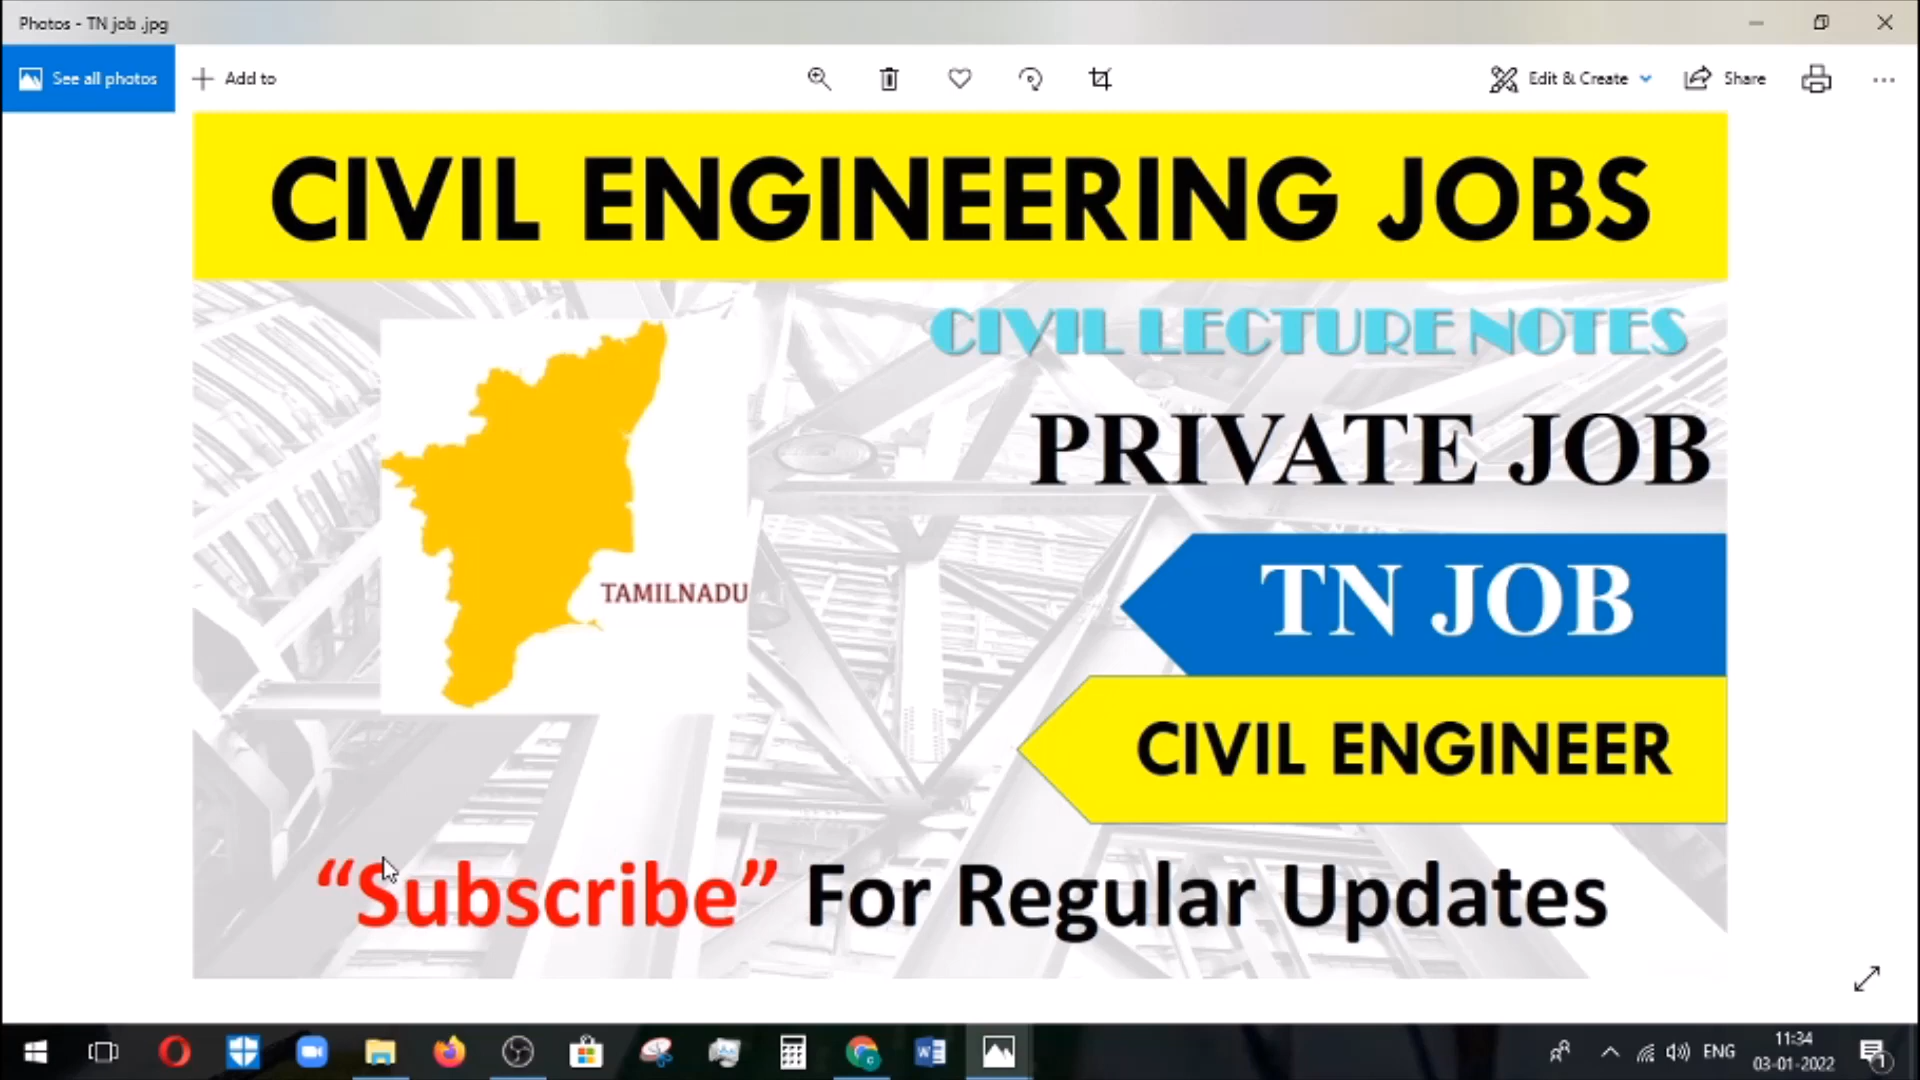 Photos - TN job .jpg
See all photos
Add to
Edit & Create
Share
CIVIL ENGINEERING JOBS
CIVIL LECTURE NOTES
PRIVATE JOB
TAMILNADU
TN JOB
CIVIL ENGINEER
“Subscribe” For Regular Updates
ENG
11:34
03-01-2022
1